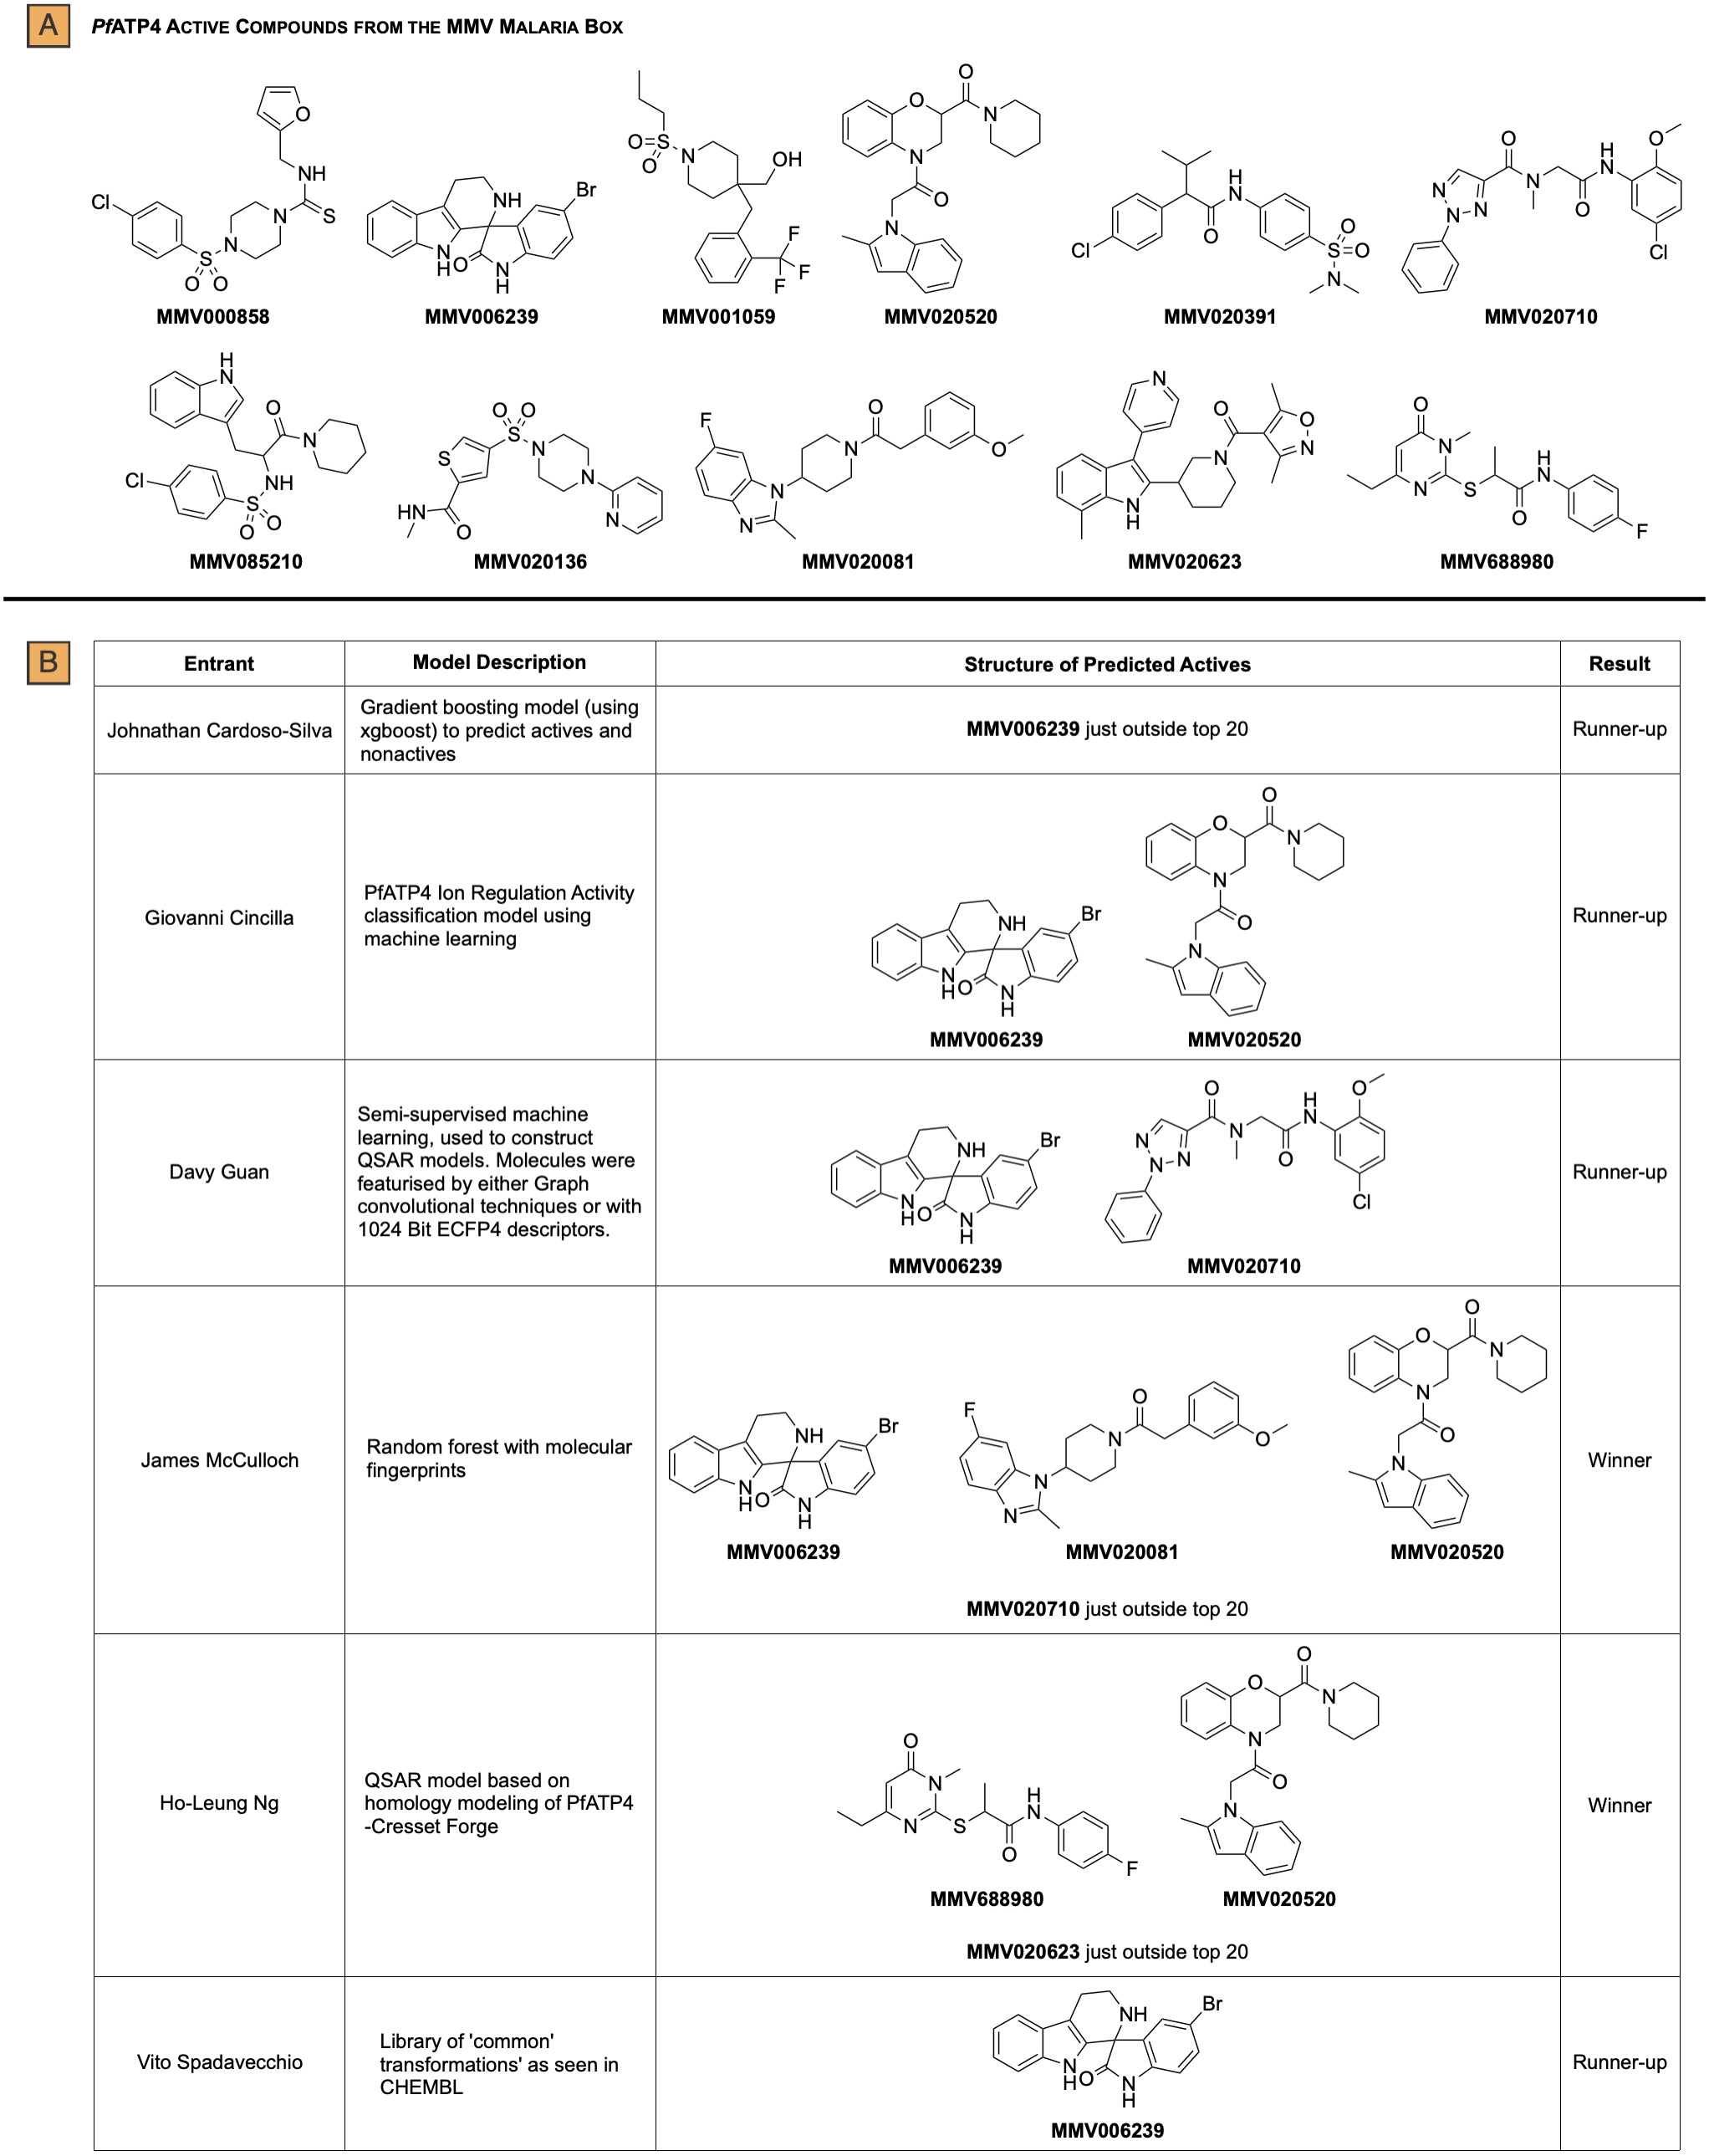 A
PfATP4 ACTIVE COMPOUNDS FROM THE MMV MALARIA BOX
MMV000858
MMV006239
MMV001059
MMV020520
MMV020391
MMV020710
MMV085210
MMV020136
MMV020081
MMV020623
MMV688980
B
Entrant
Model Description
Structure of Predicted Actives
Result
Johnathan Cardoso-Silva
Gradient boosting model (using
xgboost) to predict actives and
nonactives
MMV006239 just outside top 20
Runner-up
Giovanni Cincilla
PfATP4 Ion Regulation Activity
classification model using
machine learning
MMV006239
MMV020520
Runner-up
Davy Guan
Semi-supervised machine
learning, used to construct
QSAR models. Molecules were
featurised by either Graph
convolutional techniques or with
1024 Bit ECFP4 descriptors.
MMV006239
MMV020710
Runner-up
James McCulloch
Random forest with molecular
fingerprints
MMV006239
MMV020081
MMV020520
MMV020710 just outside top 20
Winner
Ho-Leung Ng
QSAR model based on
homology modeling of PfATP4
-Cresset Forge
MMV688980
MMV020520
MMV020623 just outside top 20
Winner
Vito Spadavecchio
Library of 'common'
transformations' as seen in
CHEMBL
MMV006239
Runner-up